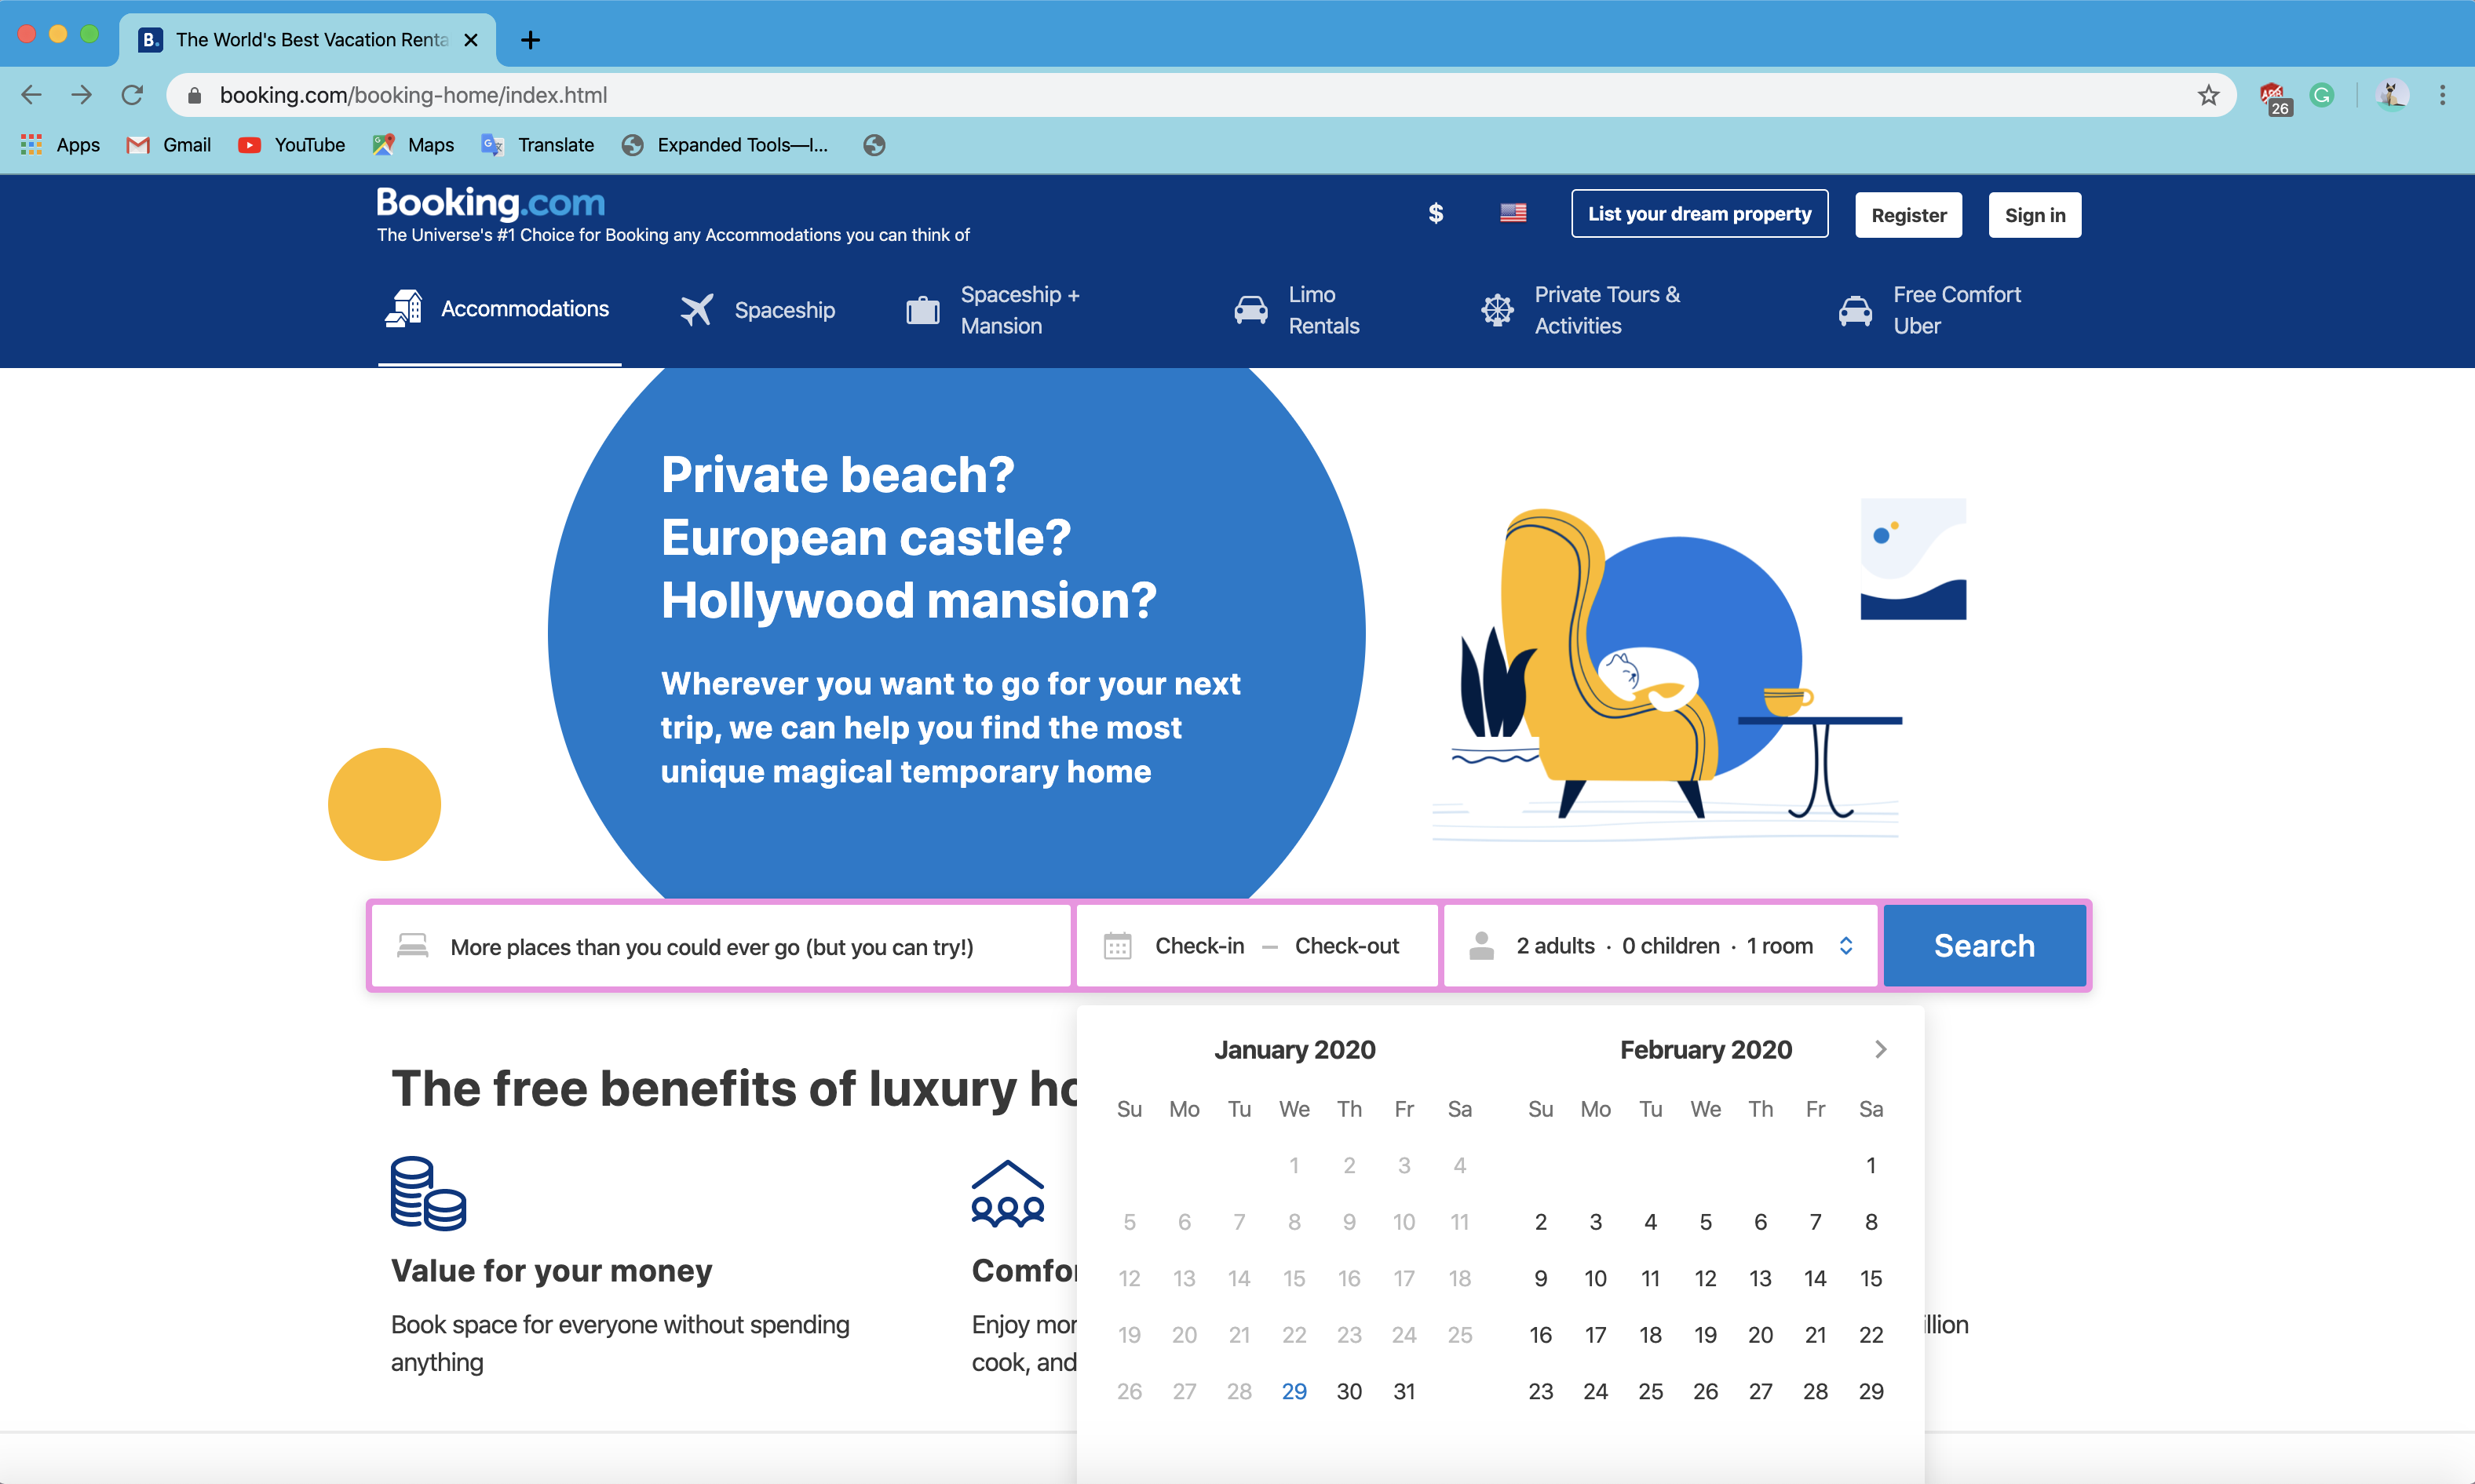 The World's Best Vacation Renta
booking.com/booking-home/index.html
26
Apps Gmail YouTube Maps Translate Expanded Tools—I...
Booking.com
The Universe's #1 Choice for Booking any Accommodations you can think of
$ List your dream property Register Sign in
Accommodations
Spaceship
Spaceship +
Mansion
Limo
Rentals
Private Tours &
Activities
Free Comfort
Uber
Private beach?
European castle?
Hollywood mansion?
Wherever you want to go for your next
trip, we can help you find the most
unique magical temporary home
More places than you could ever go (but you can try!) Check-in — Check-out 2 adults · 0 children · 1 room Search
The free benefits of luxury ho
Value for your money
Book space for everyone without spending
anything
Comfo
Enjoy mor
cook, and
illion
January 2020
Su Mo Tu We Th Fr Sa
1 2 3 4
5 6 7 8 9 10 11
12 13 14 15 16 17 18
19 20 21 22 23 24 25
26 27 28 29 30 31
February 2020
Su Mo Tu We Th Fr Sa
1
2 3 4 5 6 7 8
9 10 11 12 13 14 15
16 17 18 19 20 21 22
23 24 25 26 27 28 29